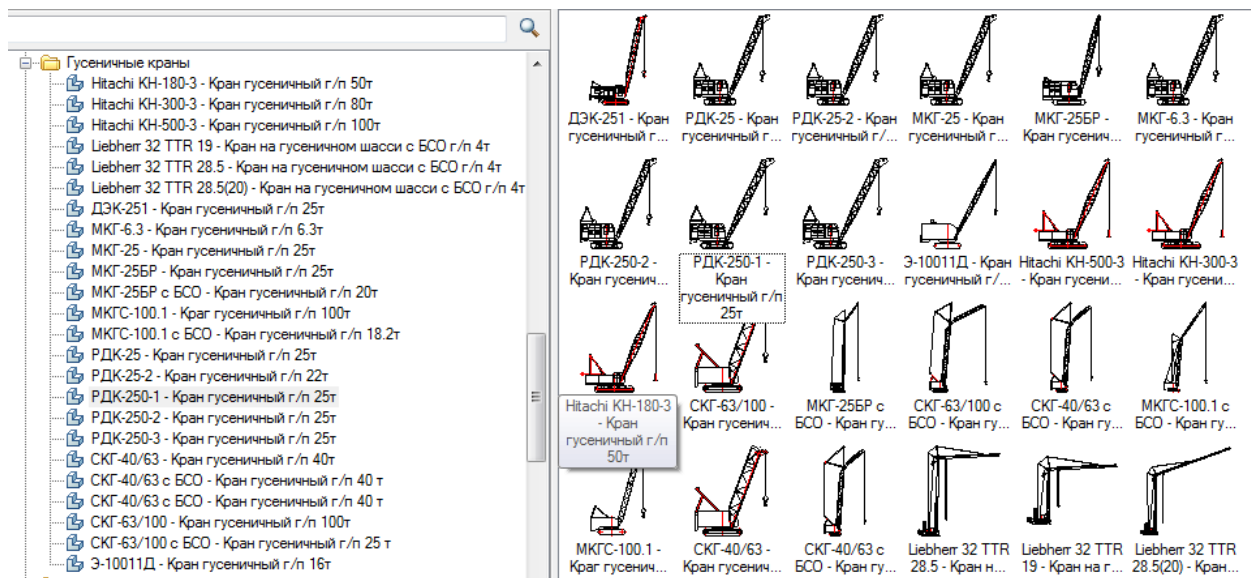 Гусеничные краны
Hitachi KH-180-3 - Кран гусеничный г/п 50т
Hitachi KH-300-3 - Кран гусеничный г/п 80т
Hitachi KH-500-3 - Кран гусеничный г/п 100т
Liebherr 32 TTR 19 - Кран на гусеничном шасси с БСО г/п 4т
Liebherr 32 TTR 28.5 - Кран на гусеничном шасси с БСО г/п 4т
Liebherr 32 TTR 28.5(20) - Кран на гусеничном шасси с БСО г/п 4т
ДЭК-251 - Кран гусеничный г/п 25т
МКГ-6.3 - Кран гусеничный г/п 6.3т
МКГ-25 - Кран гусеничный г/п 25т
МКГ-25БР - Кран гусеничный г/п 25т
МКГ-25БР с БСО - Кран гусеничный г/п 20т
МКГС-100.1 - Краг гусеничный г/п 100т
МКГС-100.1 с БСО - Кран гусеничный г/п 18.2т
РДК-25 - Кран гусеничный г/п 25т
РДК-25-2 - Кран гусеничный г/п 22т
РДК-250-1 - Кран гусеничный г/п 25т
РДК-250-2 - Кран гусеничный г/п 25т
РДК-250-3 - Кран гусеничный г/п 25т
СКГ-40/63 - Кран гусеничный г/п 40т
СКГ-40/63 с БСО - Кран гусеничный г/п 40 т
СКГ-40/63 с БСО - Кран гусеничный г/п 40 т
СКГ-63/100 - Кран гусеничный г/п 100т
СКГ-63/100 с БСО - Кран гусеничный г/п 25 т
Э-10011Д - Кран гусеничный г/п 16т
ДЭК-251 - Кран
гусеничный г...
РДК-25 - Кран
гусеничный г...
РДК-25-2 - Кран
гусеничный г/...
МКГ-25 - Кран
гусеничный г...
МКГ-25БР -
Кран гусенич...
МКГ-6.3 - Кран
гусеничный г...
РДК-250-2 -
Кран гусенич...
РДК-250-1 -
Кран
гусеничный г/п
25т
РДК-250-3 -
Кран гусенич...
Э-10011Д - Кран
гусеничный г/...
Hitachi KH-500-3
- Кран гусени...
Hitachi KH-300-3
- Кран гусени...
Hitachi KH-180-3
- Кран
гусеничный г/п
50т
СКГ-63/100 -
Кран гусенич...
МКГ-25БР с
БСО - Кран гу...
СКГ-63/100 с
БСО - Кран гу...
СКГ-40/63 с
БСО - Кран гу...
МКГС-100.1 с
БСО - Кран гу...
МКГС-100.1 -
Краг гусенич...
СКГ-40/63 -
Кран гусенич...
СКГ-40/63 с
БСО - Кран гу...
Liebherr 32 TTR
28.5 - Кран н...
Liebherr 32 TTR
19 - Кран на г...
Liebherr 32 TTR
28.5(20) - Кран...